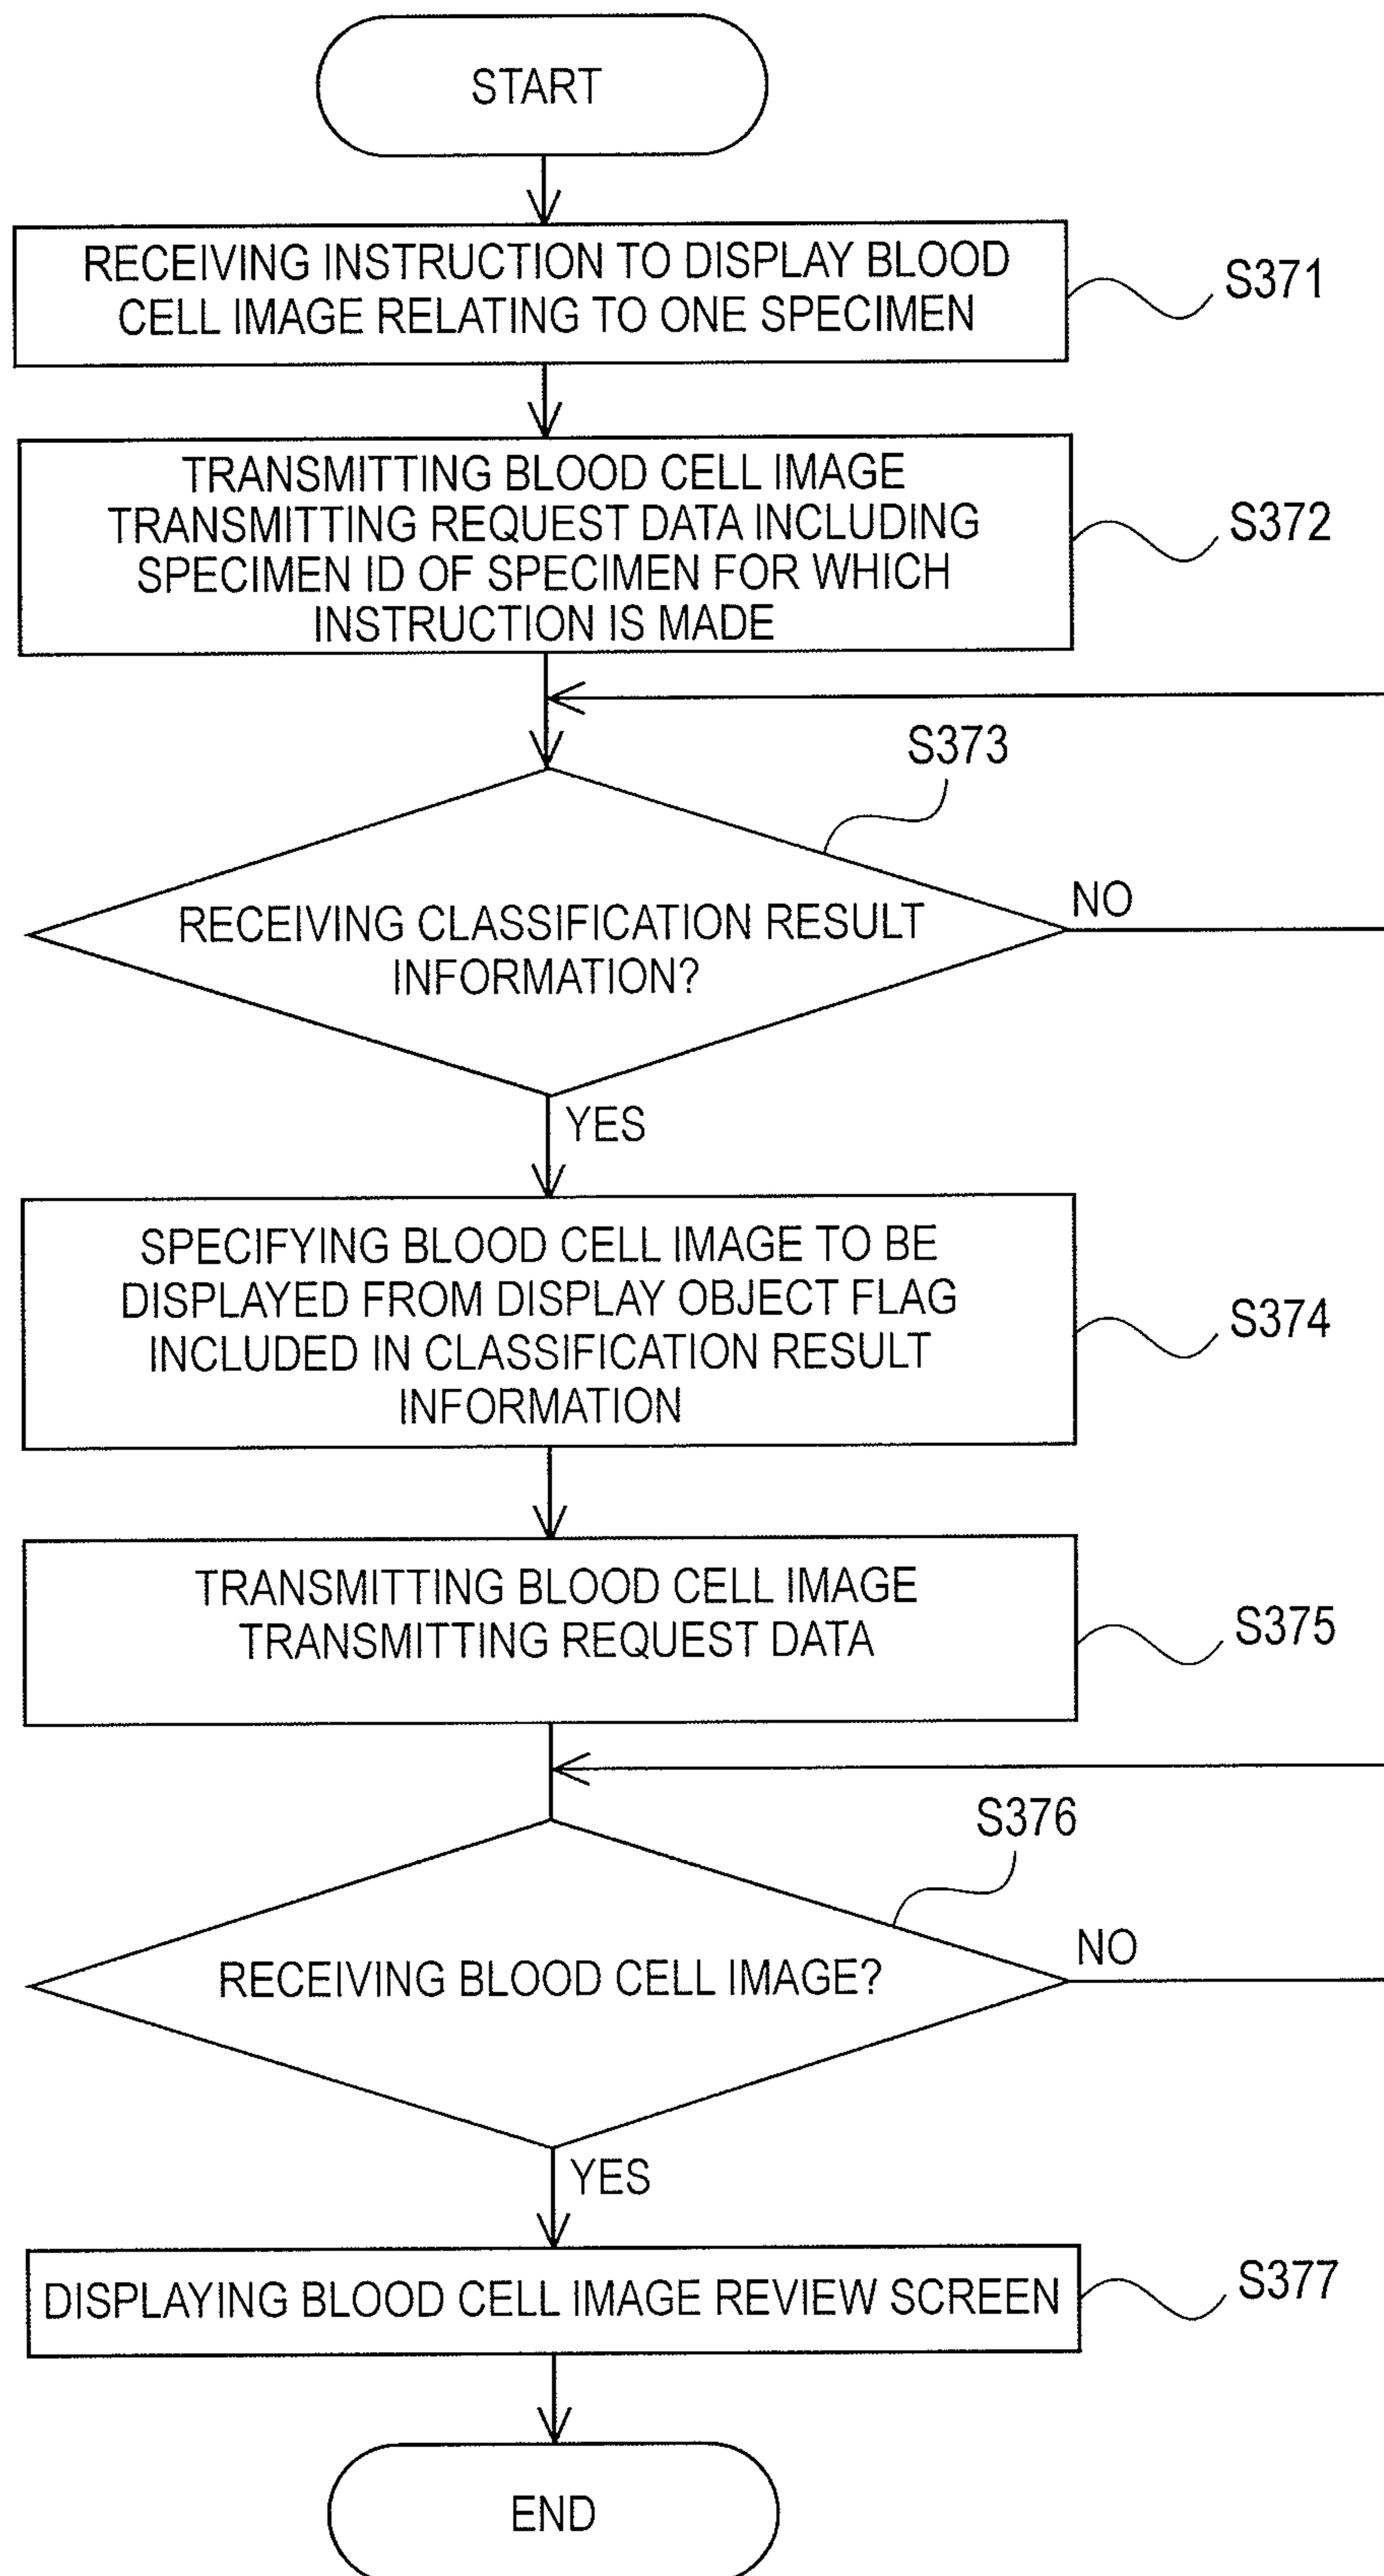 START
RECEIVING INSTRUCTION TO DISPLAY BLOOD
CELL IMAGE RELATING TO ONE SPECIMEN
S371
TRANSMITTING BLOOD CELL IMAGE
TRANSMITTING REQUEST DATA INCLUDING
SPECIMEN ID OF SPECIMEN FOR WHICH
INSTRUCTION IS MADE
S372
S373
RECEIVING CLASSIFICATION RESULT
INFORMATION?
NO
YES
SPECIFYING BLOOD CELL IMAGE TO BE
DISPLAYED FROM DISPLAY OBJECT FLAG
INCLUDED IN CLASSIFICATION RESULT
INFORMATION
S374
TRANSMITTING BLOOD CELL IMAGE
TRANSMITTING REQUEST DATA
S375
S376
RECEIVING BLOOD CELL IMAGE?
NO
YES
DISPLAYING BLOOD CELL IMAGE REVIEW SCREEN
S377
END